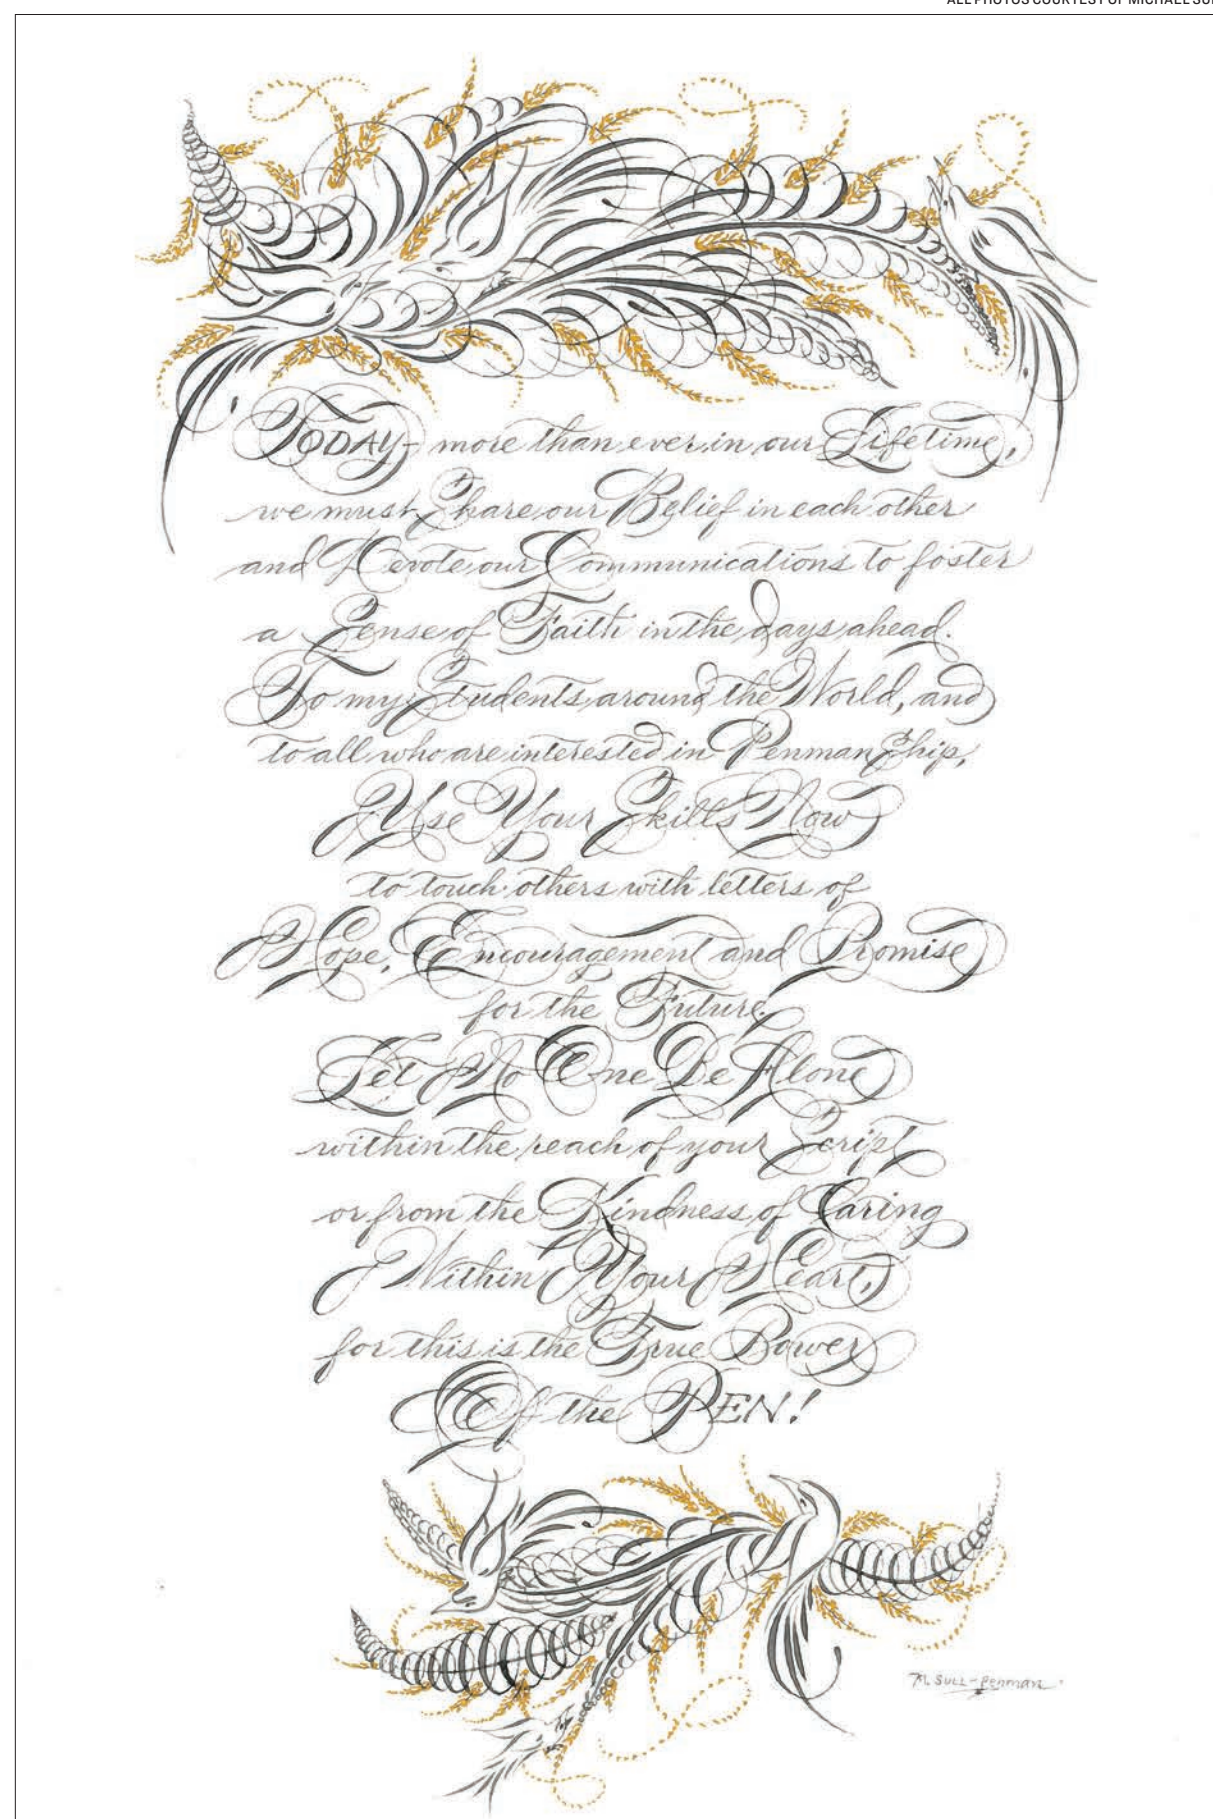 ALL PHOTOS COURTESY OF MICHAEL
TODAY- more than ever in our Lifetime,
we must Share our Belief in each other
and Devote our Communications to foster
a Sense of Faith in the days ahead.
To my Students around the World, and
to all who are interested in PenmanShip,
Use Your Skills Now
to touch others with letters of
Hope, Encouragement and Promise
for the Future.
Let No One Be Alone
within the reach of your Script
or from the Kindness of Caring
Within Your Heart,
for this is the True Power
Of the PEN!
M. SULL - Penman